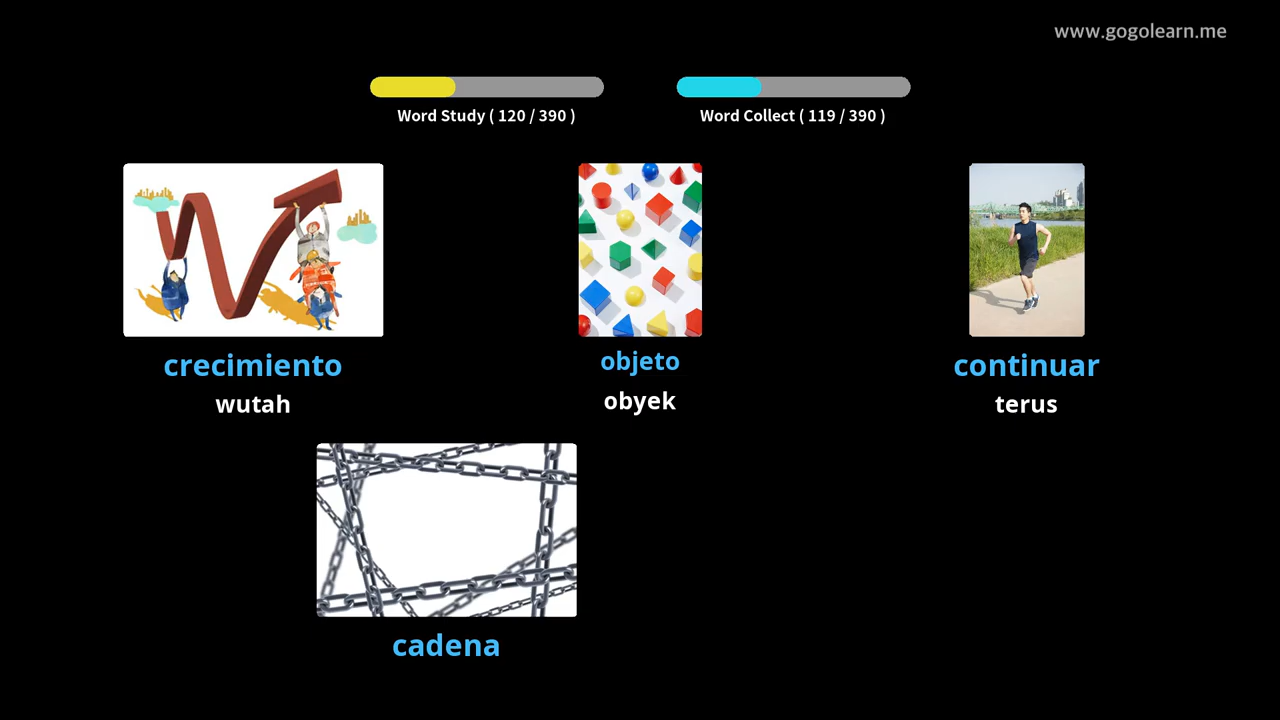 www.gogolearn.me
Word Study ( 120 / 390 )
Word Collect ( 119 / 390 )
crecimiento
wutah
objeto
obyek
continuar
terus
cadena